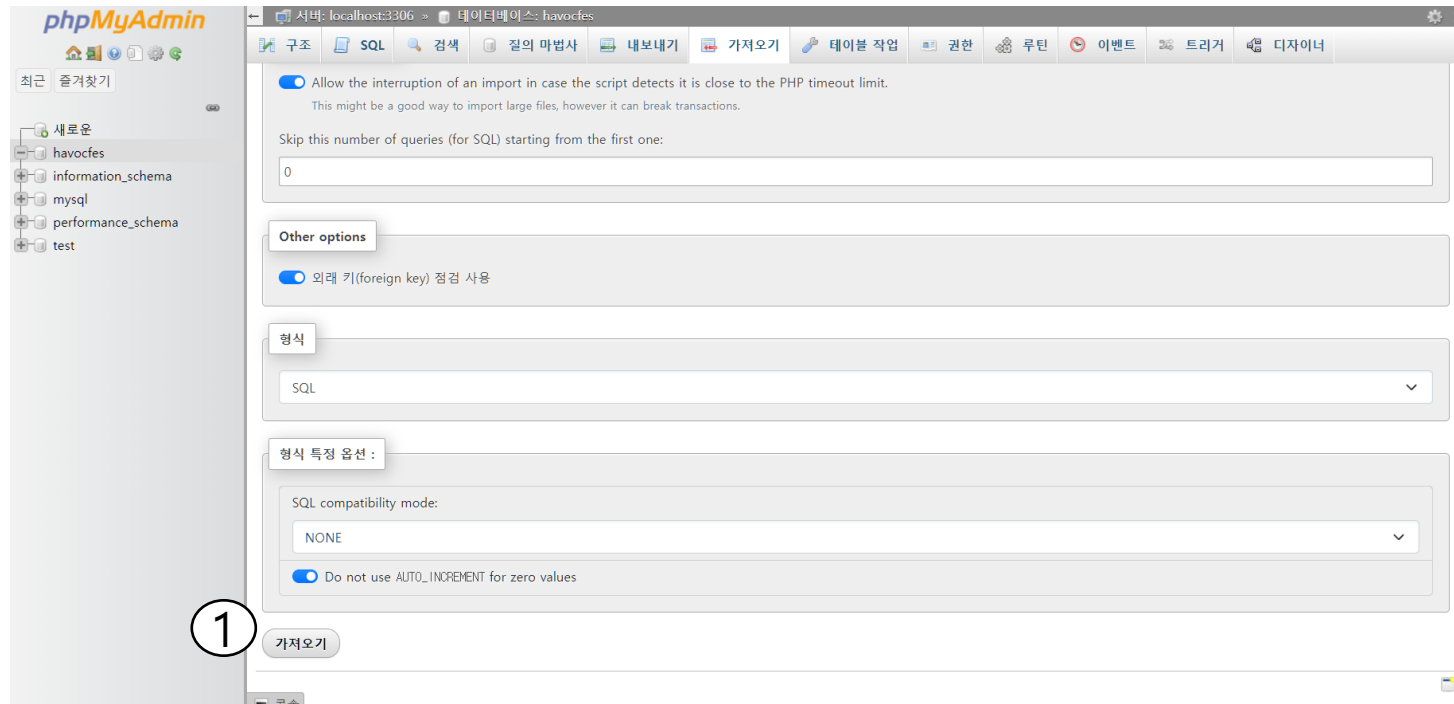 phpMyAdmin
최근 즐겨찾기
새로운
havocfes
information_schema
mysql
performance_schema
test
서버: localhost:3306 » 데이터베이스: havocfes
구조 SQL 검색 질의 마법사 내보내기 가져오기 테이블 작업 권한 루틴 이벤트 트리거 디자이너
Allow the interruption of an import in case the script detects it is close to the PHP timeout limit.
This might be a good way to import large files, however it can break transactions.
Skip this number of queries (for SQL) starting from the first one:
0
Other options
외래 키(foreign key) 점검 사용
형식
SQL
형식 특정 옵션 :
SQL compatibility mode:
NONE
Do not use AUTO_INCREMENT for zero values
① 가져오기